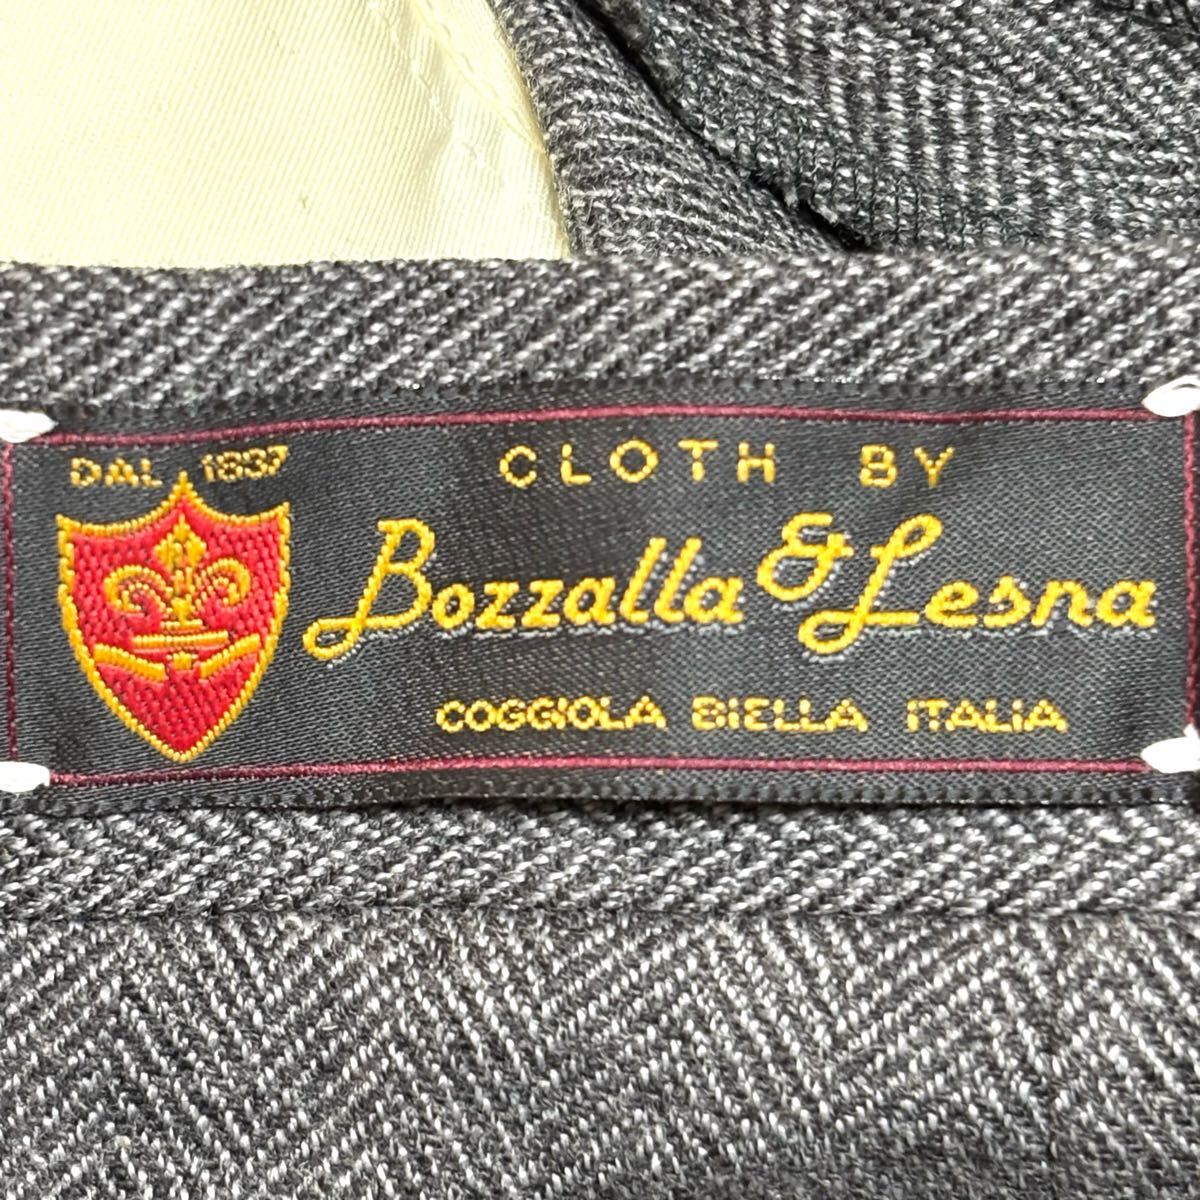 DAL 1837
CLOTH BY
Bozzalla & Lesna
COGGIOLA BIELLA ITALIA